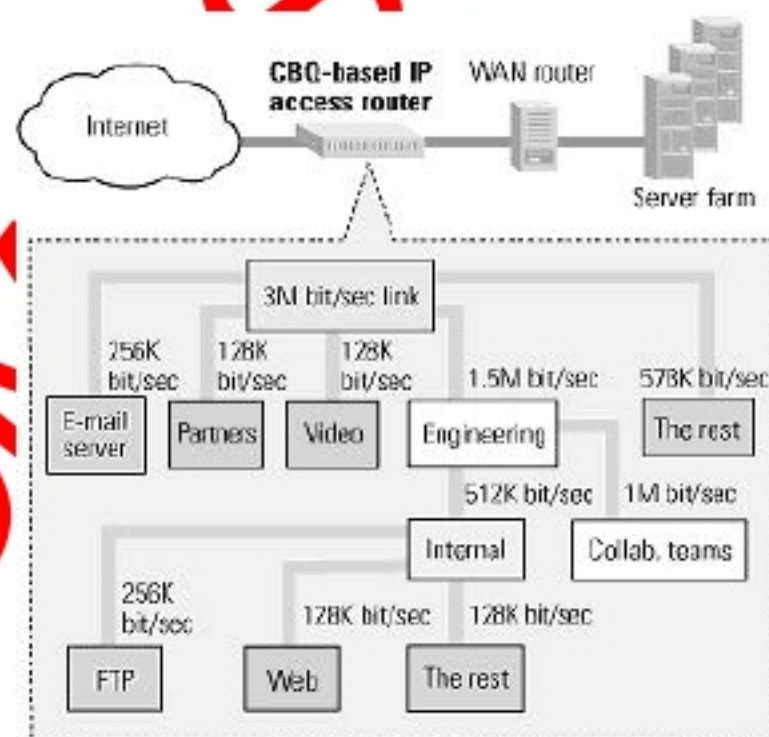 CBQ-based IP
access router
WAN router
Internet
Server farm
3M bit/sec link
256K
bit/sec
128K
bit/sec
128K
bit/sec
1.5M bit/sec
578K bit/sec
E-mail
server
Partners
Video
Engineering
The rest
512K bit/sec
1M bit/sec
Internal
Collab. teams
256K
bit/sec
128K bit/sec
128K bit/sec
FTP
Web
The rest